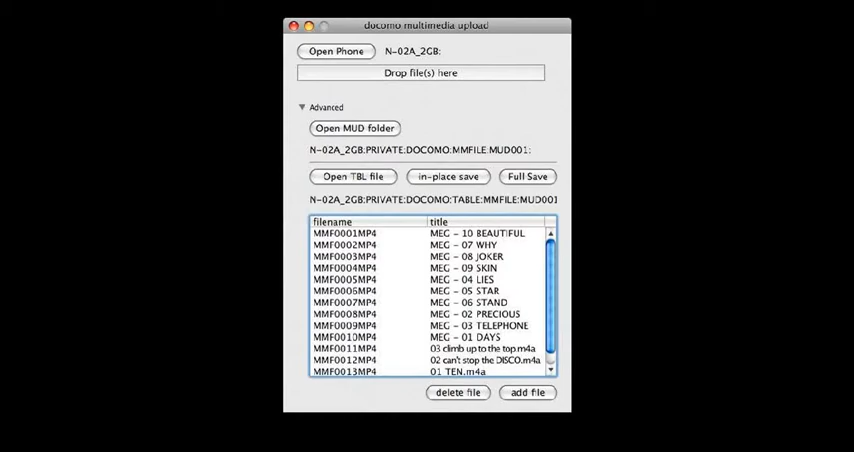 docomo multimedia upload
Open Phone N-02A_2GB:
Drop file(s) here
Advanced
Open MUD folder
N-02A_2GB:PRIVATE:DOCOMO:MMFILE:MUD001:
Open TBL file in-place save Full Save
N-02A_2GB:PRIVATE:DOCOMO:TABLE:MMFILE:MUD001
filename title
MMF0001MP4 MEG - 10 BEAUTIFUL
MMF0002MP4 MEG - 07 WHY
MMF0003MP4 MEG - 08 JOKER
MMF0004MP4 MEG - 09 SKIN
MMF0005MP4 MEG - 04 LIES
MMF0006MP4 MEG - 05 STAR
MMF0007MP4 MEG - 06 STAND
MMF0008MP4 MEG - 02 PRECIOUS
MMF0009MP4 MEG - 03 TELEPHONE
MMF0010MP4 MEG - 01 DAYS
MMF0011MP4 03 climb up to the top.m4a
MMF0012MP4 02 can't stop the DISCO.m4a
MMF0013MP4 01 TEN.m4a
delete file add file